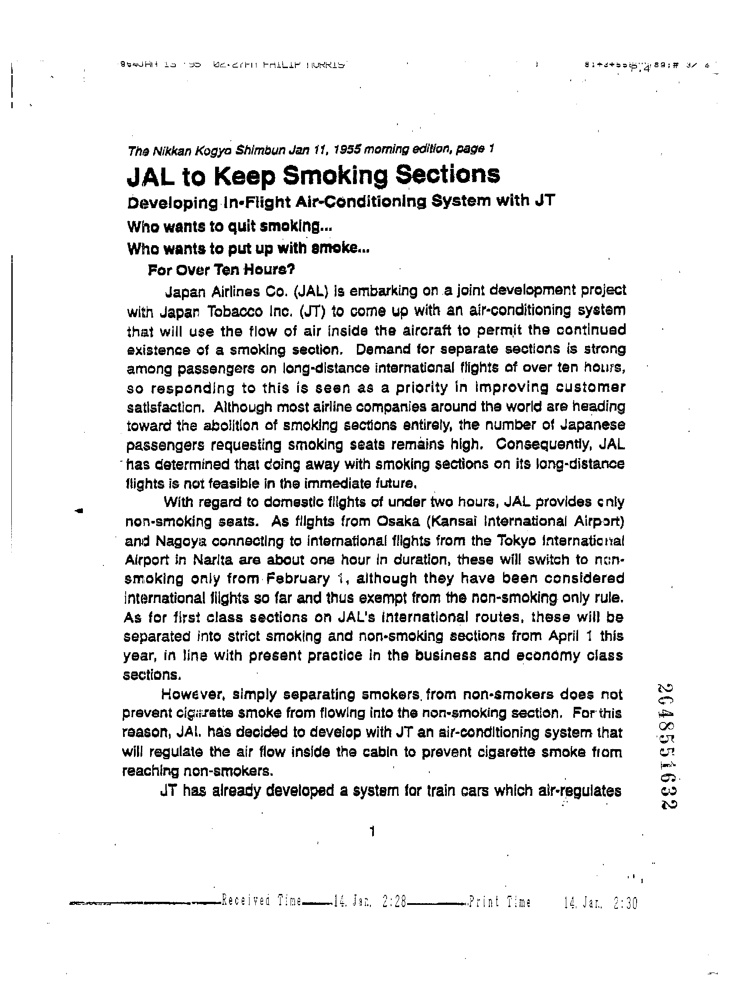 JAN 13 '95 02:27PM PHILIP MORRIS
P.4
The Nikkan Kogyo Shimbun Jan 11, 1955 morning edition, page 1
JAL to Keep Smoking Sections
Developing In-Flight Air-Conditioning System with JT
Who wants to quit smoking...
Who wants to put up with smoke...
For Over Ten Hours?
Japan Airlines Co. (JAL) is embarking on a joint development project
with Japan Tobacco Inc. (JT) to come up with an air-conditioning system
that will use the flow of air inside the aircraft to permit the continued
existence of a smoking section. Demand for separate sections is strong
among passengers on long-distance international flights of over ten hours,
so responding to this is seen as a priority in improving customer
satisfaction. Although most airline companies around the world are heading
toward the abolition of smoking sections entirely, the number of Japanese
passengers requesting smoking seats remains high. Consequently, JAL
has determined that doing away with smoking sections on its long-distance
flights is not feasible in the immediate future.
With regard to domestic flights of under two hours, JAL provides only
non-smoking seats. As flights from Osaka (Kansai International Airport)
and Nagoya connecting to international flights from the Tokyo International
Airport in Narita are about one hour in duration, these will switch to non-
smoking only from February 1, although they have been considered
international flights so far and thus exempt from the non-smoking only rule.
As for first class sections on JAL's international routes, these will be
separated into strict smoking and non-smoking sections from April 1 this
year, in line with present practice in the business and economy class
sections.
However, simply separating smokers from non-smokers does not
prevent cigarette smoke from flowing into the non-smoking section. For this
reason, JAL has decided to develop with JT an air-conditioning system that
will regulate the air flow inside the cabin to prevent cigarette smoke from
reaching non-smokers.
JT has already developed a system for train cars which air-regulates
1
2048551632
Received Time 14. Jan. 2:28 Print Time 14. Jan. 2:30